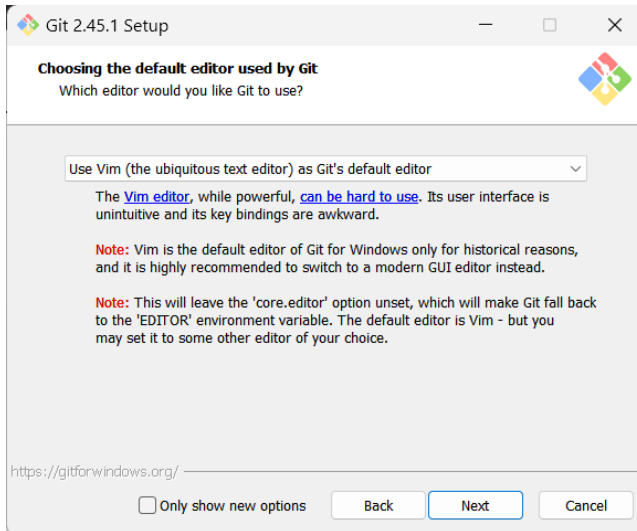 Git 2.45.1 Setup
Choosing the default editor used by Git
Which editor would you like Git to use?
Use Vim (the ubiquitous text editor) as Git's default editor
The Vim editor, while powerful, can be hard to use. Its user interface is
unintuitive and its key bindings are awkward.
Note: Vim is the default editor of Git for Windows only for historical reasons,
and it is highly recommended to switch to a modern GUI editor instead.
Note: This will leave the 'core.editor' option unset, which will make Git fall back
to the 'EDITOR' environment variable. The default editor is Vim - but you
may set it to some other editor of your choice.
https://gitforwindows.org/
Only show new options Back Next Cancel